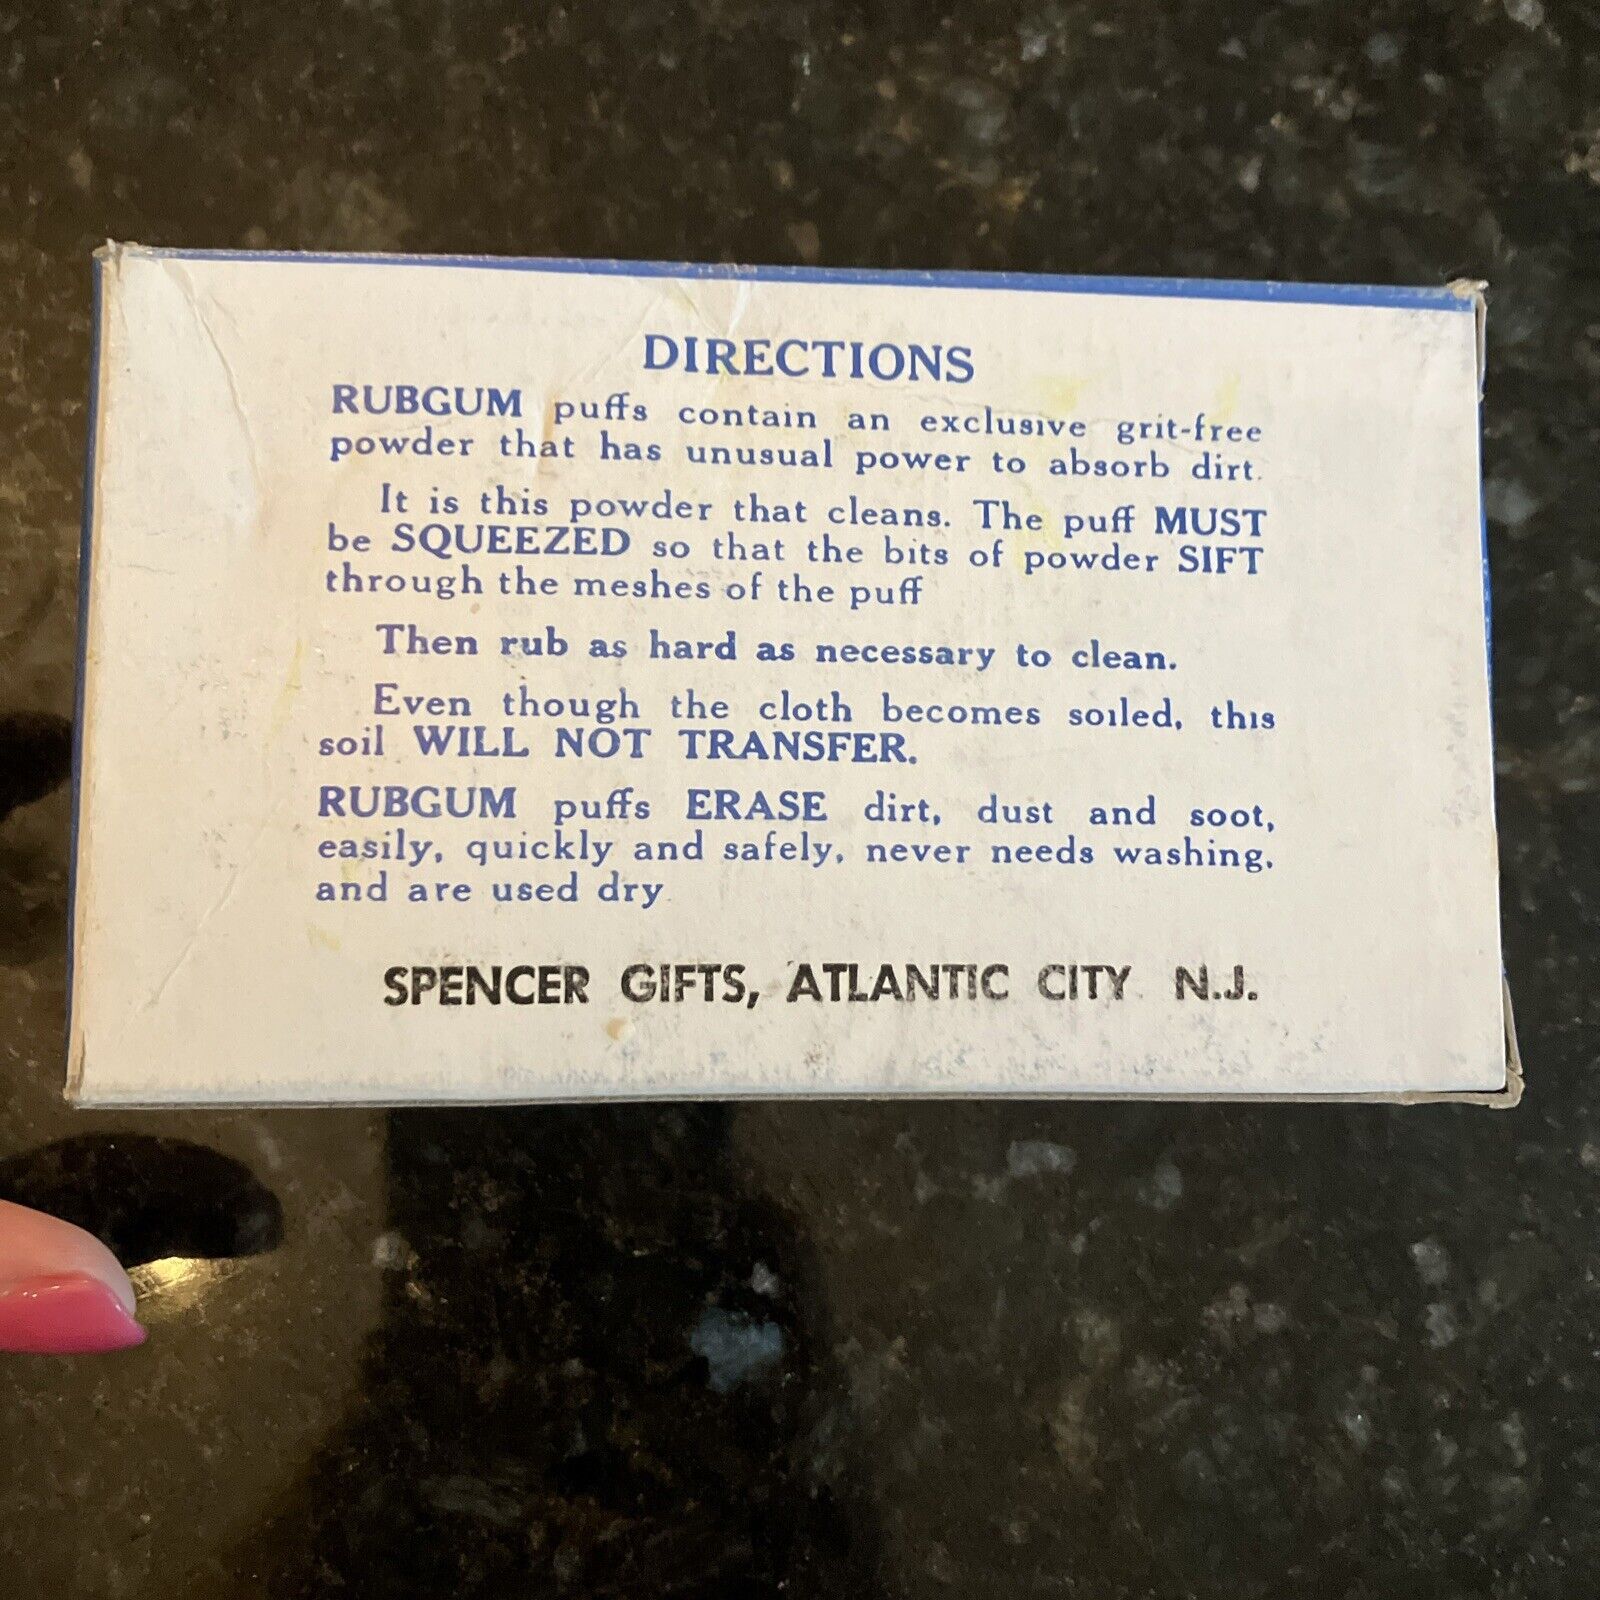 DIRECTIONS
RUBGUM puffs contain an exclusive grit-free
powder that has unusual power to absorb dirt.
It is this powder that cleans. The puff MUST
be SQUEEZED so that the bits of powder SIFT
through the meshes of the puff
Then rub as hard as necessary to clean.
Even though the cloth becomes soiled, this
soil WILL NOT TRANSFER.
RUBGUM puffs ERASE dirt, dust and soot,
easily, quickly and safely, never needs washing,
and are used dry.
SPENCER GIFTS, ATLANTIC CITY. N.J.